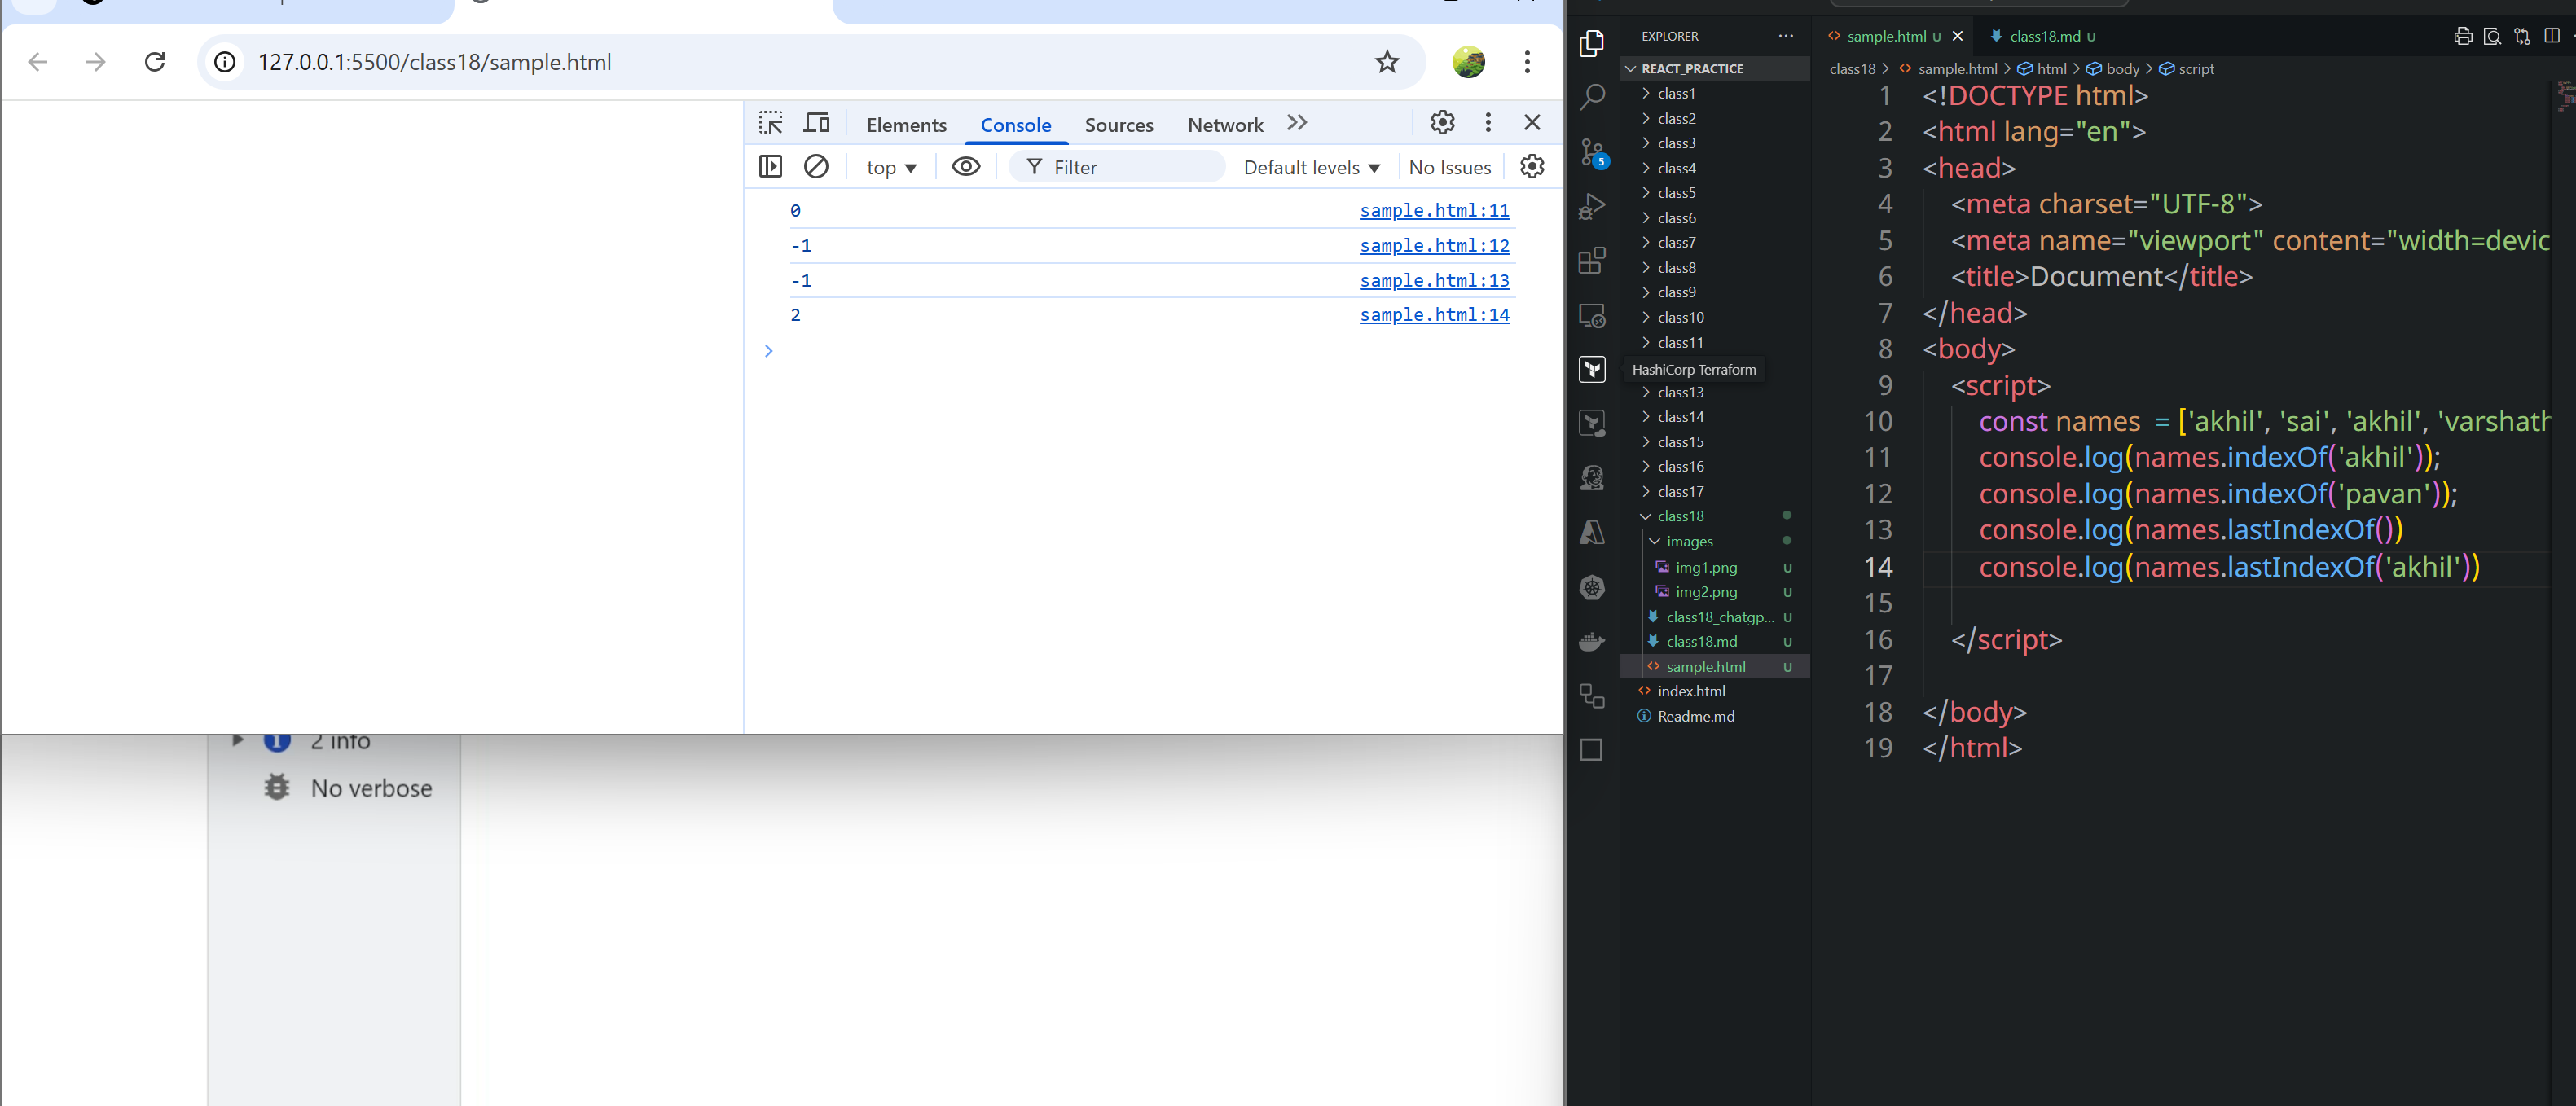 127.0.0.1:5500/class18/sample.html
Elements
Console
Sources
Network
top
Filter
Default levels
No Issues
0 sample.html:11
-1 sample.html:12
-1 sample.html:13
2 sample.html:14
2 info
No verbose
EXPLORER
REACT_PRACTICE
class1
class2
class3
class4
class5
class6
class7
class8
class9
class10
class11
HashiCorp Terraform
class13
class14
class15
class16
class17
class18
images
img1.png U
img2.png U
class18_chatgp... U
class18.md U
sample.html U
index.html
Readme.md
5
sample.html U
class18.md U
class18 > sample.html > html > body > script
1 <!DOCTYPE html>
2 <html lang="en">
3 <head>
4 <meta charset="UTF-8">
5 <meta name="viewport" content="width=devic
6 <title>Document</title>
7 </head>
8 <body>
9 <script>
10 const names = ['akhil', 'sai', 'akhil', 'varshath
11 console.log(names.indexOf('akhil'));
12 console.log(names.indexOf('pavan'));
13 console.log(names.lastIndexOf())
14 console.log(names.lastIndexOf('akhil'))
15
16 </script>
17
18 </body>
19 </html>